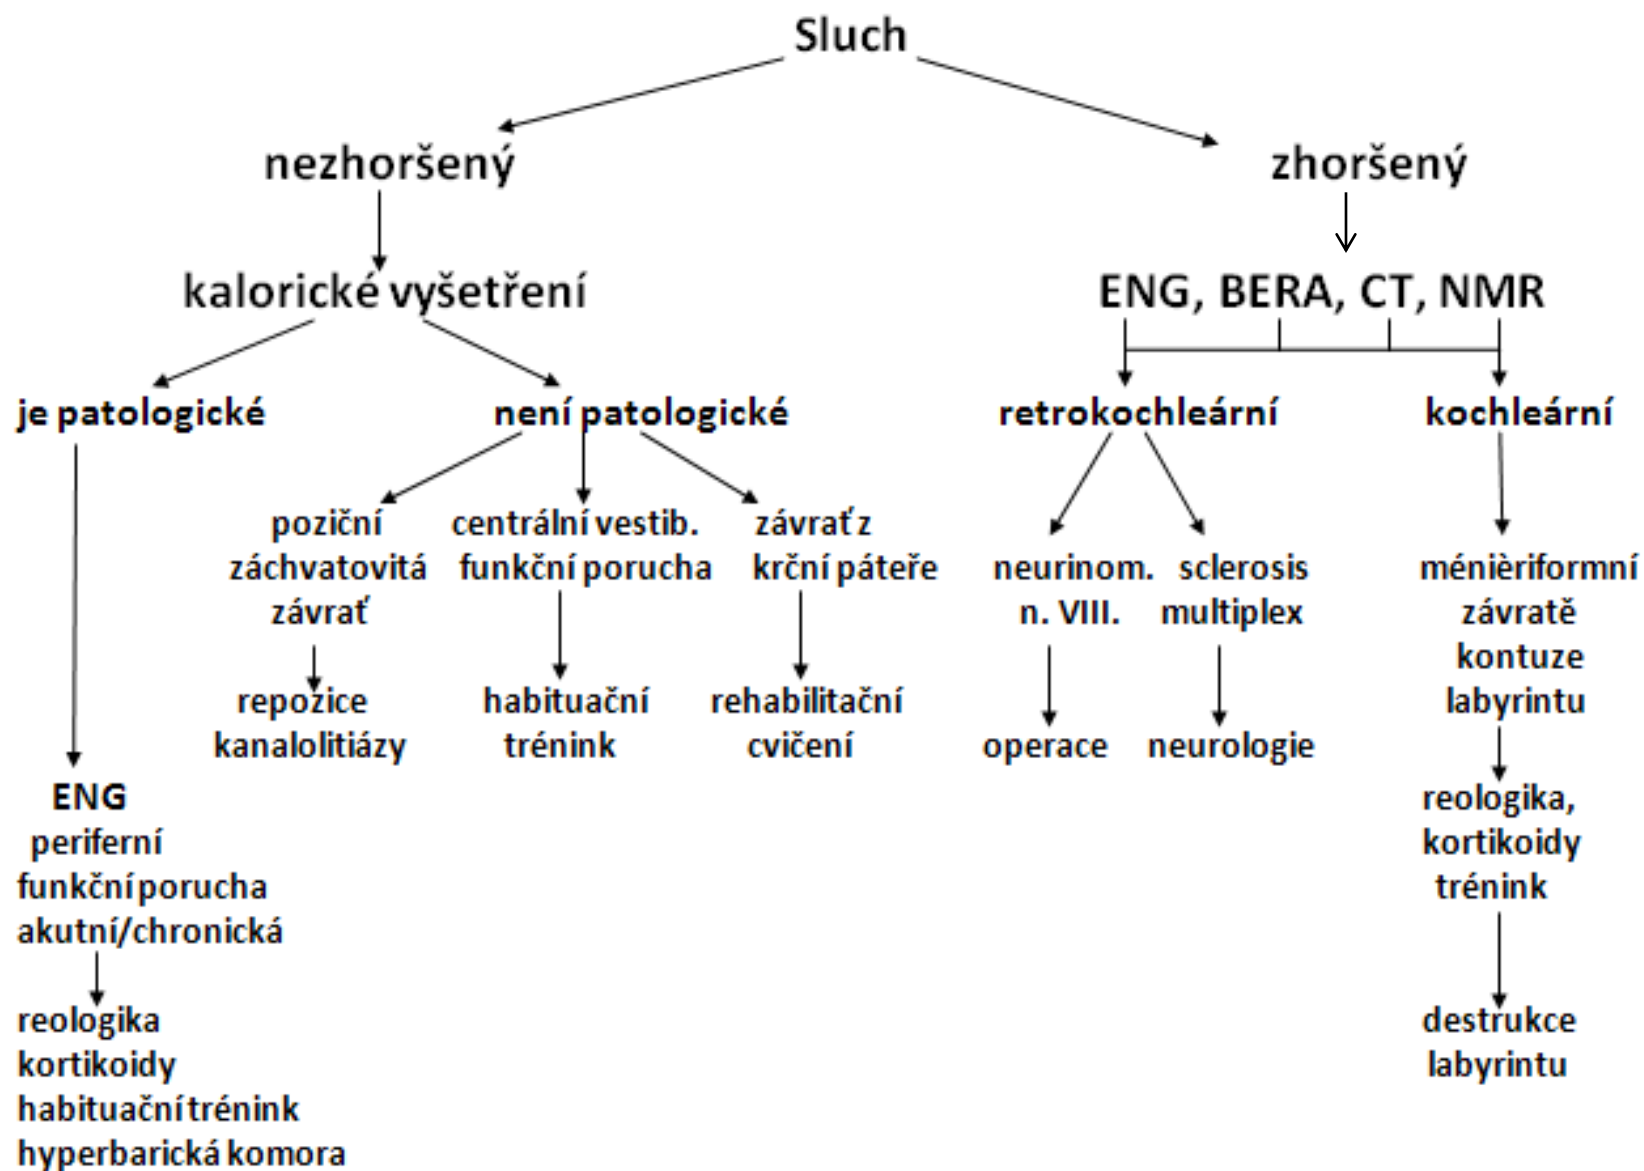 Sluch
nezhoršený
zhoršený
kalorické vyšetření
ENG, BERA, CT, NMR
je patologické
není patologické
retrokochleární
kochleární
poziční
záchvatovitá
závrať
centrální vestib.
funkční porucha
závrať z
krční páteře
neurinom.
n. VIII.
sclerosis
multiplex
ménièriformní
závratě
kontuze
labyrintu
repozice
kanalolitiázy
habituační
trénink
rehabilitační
cvičení
operace
neurologie
ENG
periferní
funkční porucha
akutní/chronická
reologika,
kortikoidy
trénink
reologika
kortikoidy
habituační trénink
hyperbarická komora
destrukce
labyrintu